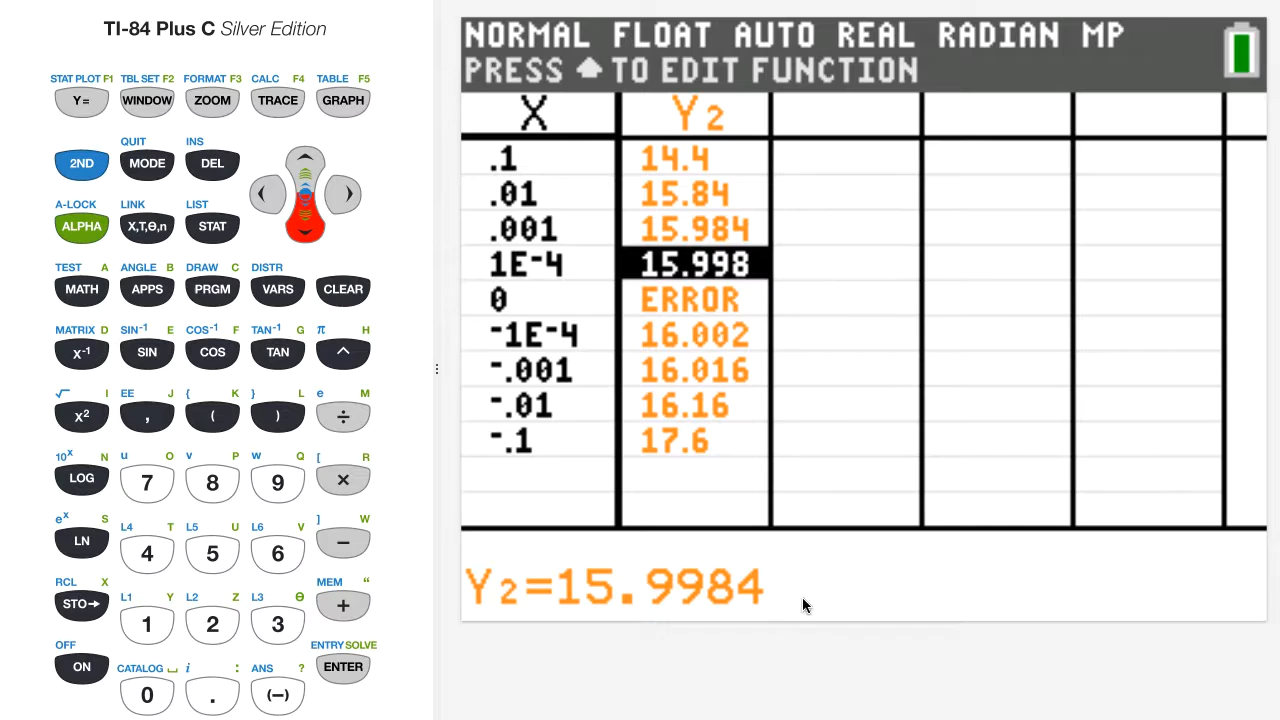 TI-84 Plus C Silver Edition
STAT PLOT F1 TBL SET F2 FORMAT F3 CALC F4 TABLE F5
Y= WINDOW ZOOM TRACE GRAPH
QUIT INS
2ND MODE DEL
A-LOCK LINK LIST
ALPHA X,T,Θ,n STAT
TEST A ANGLE B DRAW C DISTR
MATH APPS PRGM VARS CLEAR
MATRIX D SIN⁻¹ E COS⁻¹ F TAN⁻¹ G π H
X⁻¹ SIN COS TAN ^
√ I EE J { K } L e M
X² , ( ) ÷
10ˣ N u O v P w Q [ R
LOG 7 8 9 ×
eˣ S L4 T L5 U L6 V ] W
LN 4 5 6 −
RCL X L1 Y L2 Z L3 Θ MEM “
STO→ 1 2 3 +
OFF CATALOG ⎵ i : ANS ? ENTRY SOLVE
ON 0 . (−) ENTER
NORMAL FLOAT AUTO REAL RADIAN MP
PRESS ↑ TO EDIT FUNCTION
X Y₂
.1 14.4
.01 15.84
.001 15.984
1E-4 15.998
0 ERROR
-1E-4 16.002
-.001 16.016
-.01 16.16
-.1 17.6
Y₂=15.9984